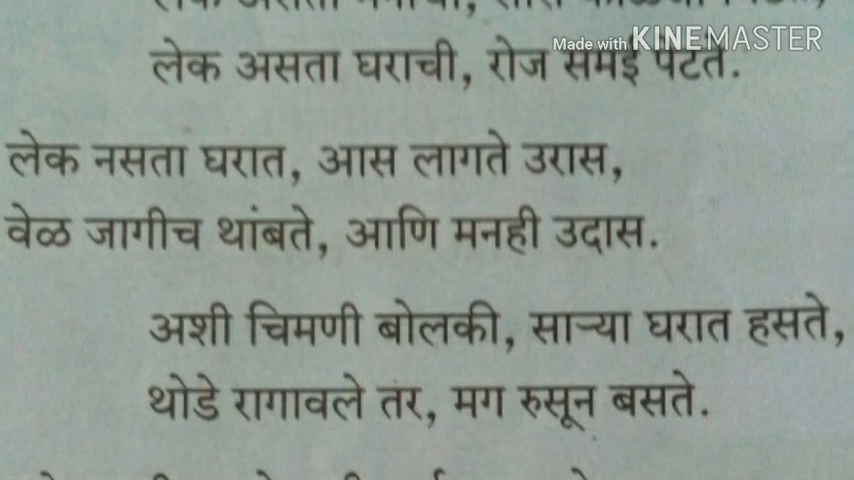 Made with KINEMASTER
लेक असता घराची, रोज समई पेटते.
लेक नसता घरात, आस लागते उरास,
वेळ जागीच थांबते, आणि मनही उदास.
अशी चिमणी बोलकी, साऱ्या घरात हसते,
थोडे रागावले तर, मग रुसून बसते.